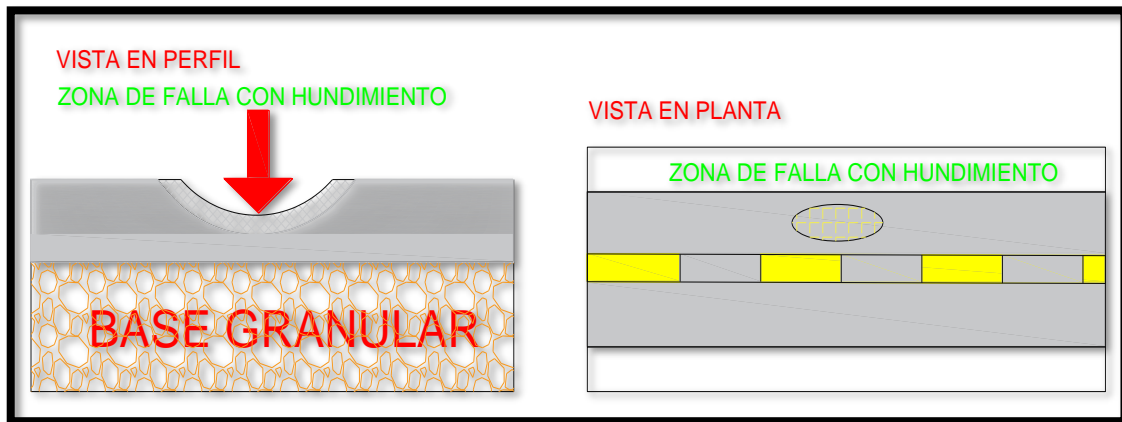 VISTA EN PERFIL
ZONA DE FALLA CON HUNDIMIENTO
BASE GRANULAR
VISTA EN PLANTA
ZONA DE FALLA CON HUNDIMIENTO